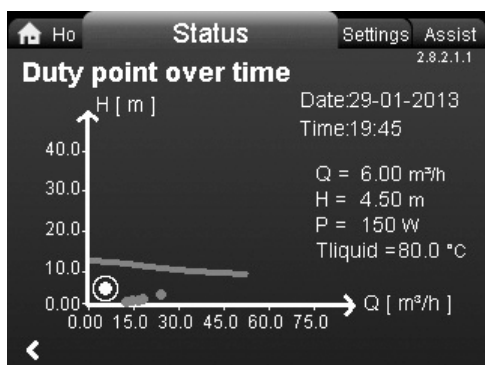 Ho Status Settings Assist
2.8.2.1.1
Duty point over time
H [ m ]
Date:29-01-2013
Time:19:45
40.0
30.0
20.0
10.0
0.00
Q = 6.00 m³/h
H = 4.50 m
P = 150 W
Tliquid =80.0 °C
Q [ m³/h ]
0.00 15.0 30.0 45.0 60.0 75.0